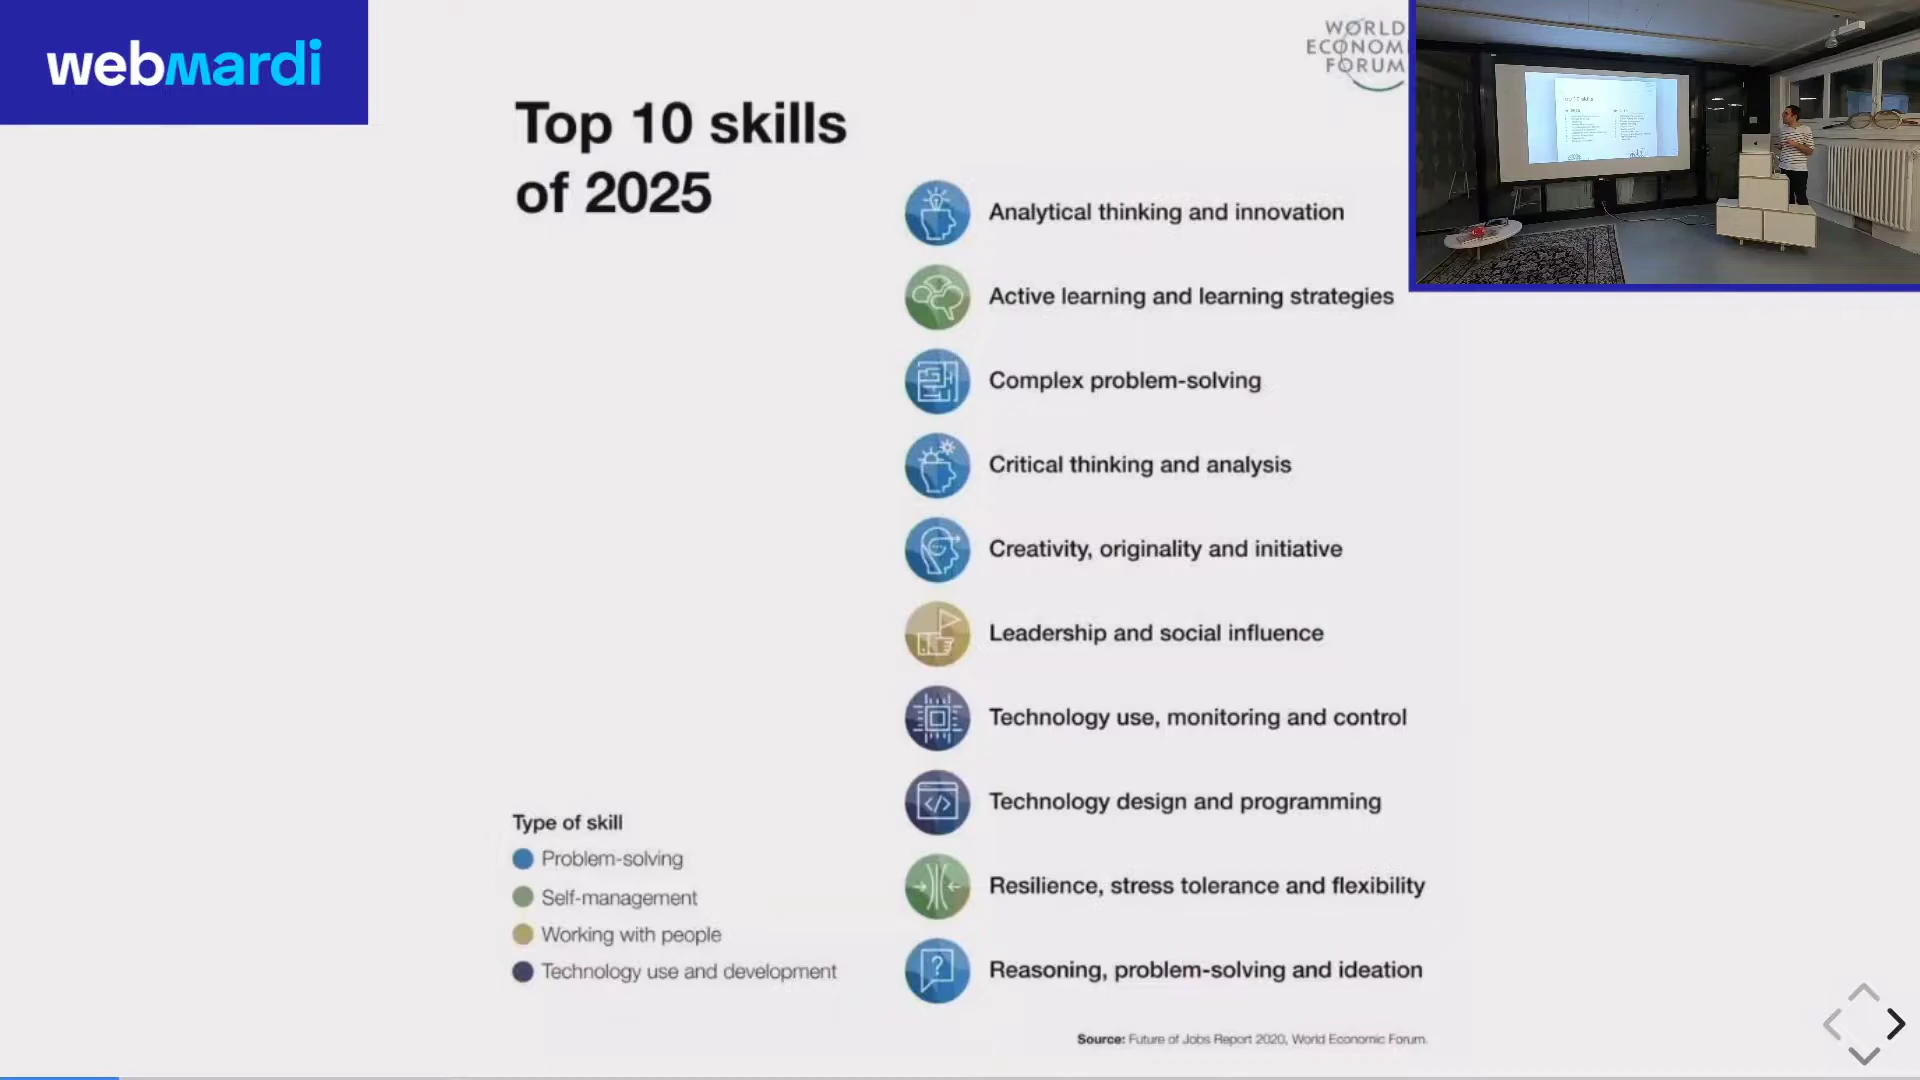 webmardi
WORLD
ECONOM
FORUM
Top 10 skills
of 2025
Analytical thinking and innovation
Active learning and learning strategies
Complex problem-solving
Critical thinking and analysis
Creativity, originality and initiative
Leadership and social influence
Technology use, monitoring and control
Technology design and programming
Resilience, stress tolerance and flexibility
Reasoning, problem-solving and ideation
Type of skill
Problem-solving
Self-management
Working with people
Technology use and development
Source: Future of Jobs Report 2020, World Economic Forum.